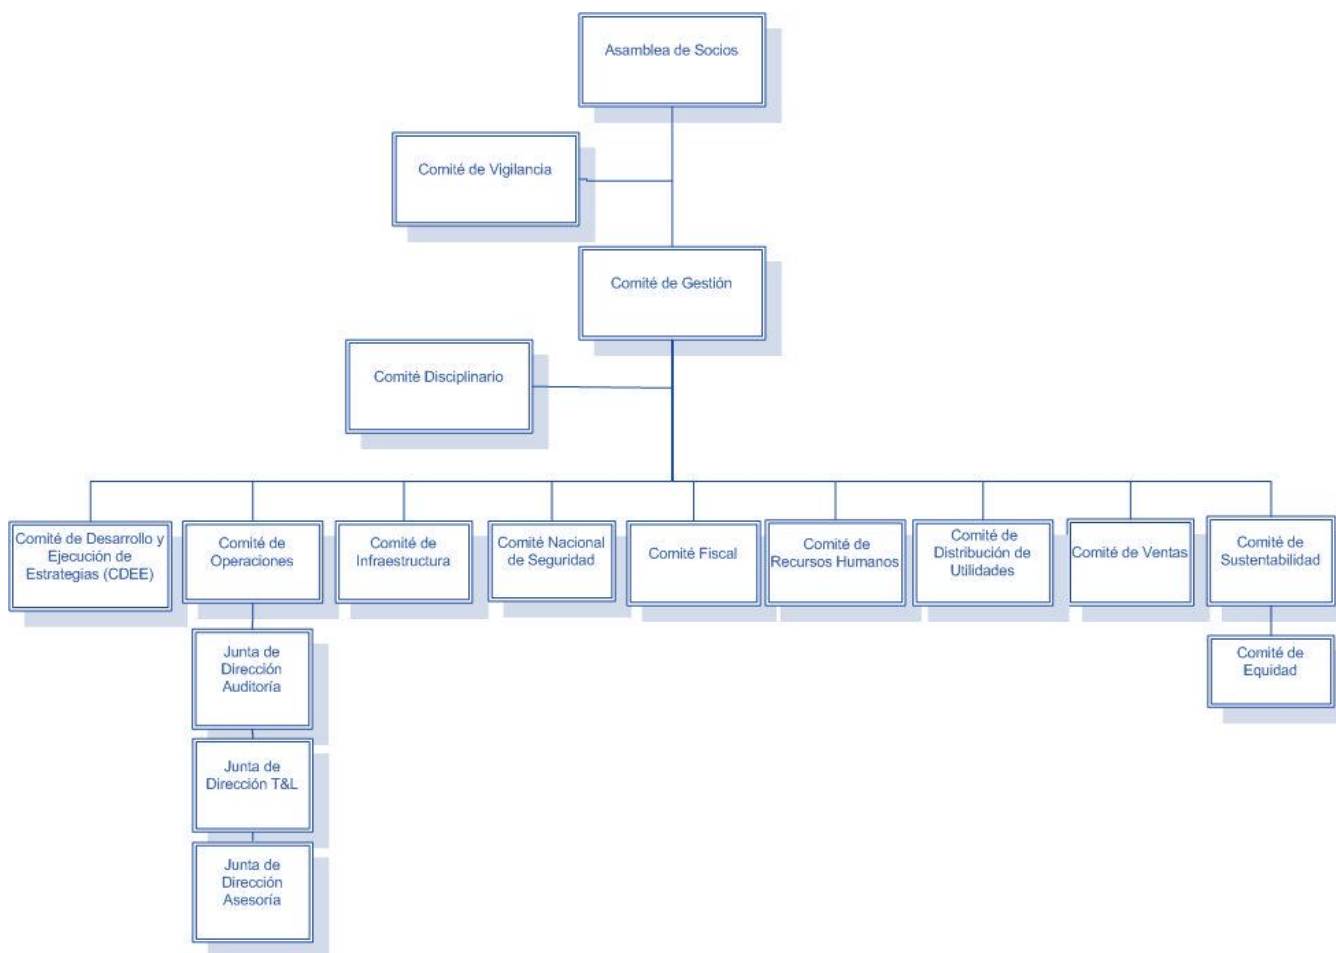 Asamblea de Socios
Comité de Vigilancia
Comité de Gestión
Comité Disciplinario
Comité de Desarrollo y
Ejecución de
Estrategias (CDEE)
Comité de
Operaciones
Comité de
Infraestructura
Comité Nacional
de Seguridad
Comité Fiscal
Comité de
Recursos Humanos
Comité de
Distribución de
Utilidades
Comité de Ventas
Comité de
Sustentabilidad
Junta de
Dirección
Auditoría
Comité de
Equidad
Junta de
Dirección T&L
Junta de
Dirección
Asesoría